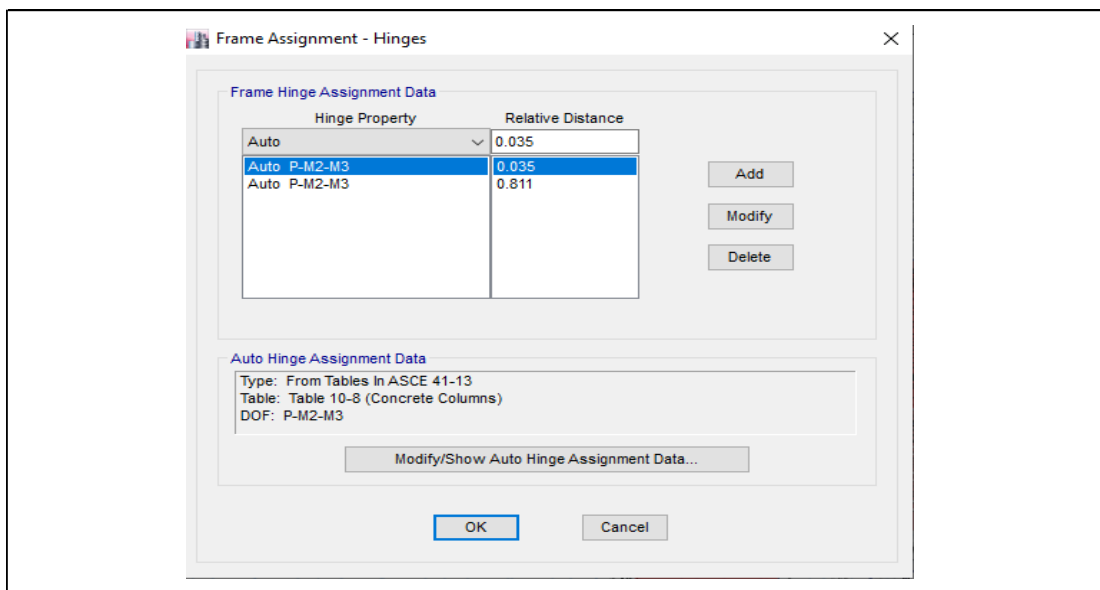 Frame Assignment - Hinges
Frame Hinge Assignment Data
Hinge Property Relative Distance
Auto 0.035
Auto P-M2-M3 0.035
Auto P-M2-M3 0.811
Add
Modify
Delete
Auto Hinge Assignment Data
Type: From Tables In ASCE 41-13
Table: Table 10-8 (Concrete Columns)
DOF: P-M2-M3
Modify/Show Auto Hinge Assignment Data...
OK Cancel